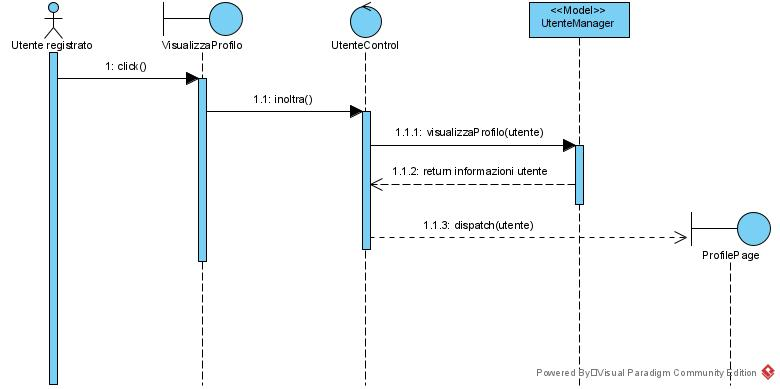 <<Model>>
UtenteManager
Utente registrato
VisualizzaProfilo
UtenteControl
1: click()
1.1: inoltra()
1.1.1: visualizzaProfilo(utente)
1.1.2: return informazioni utente
1.1.3: dispatch(utente)
ProfilePage
Powered By□Visual Paradigm Community Edition